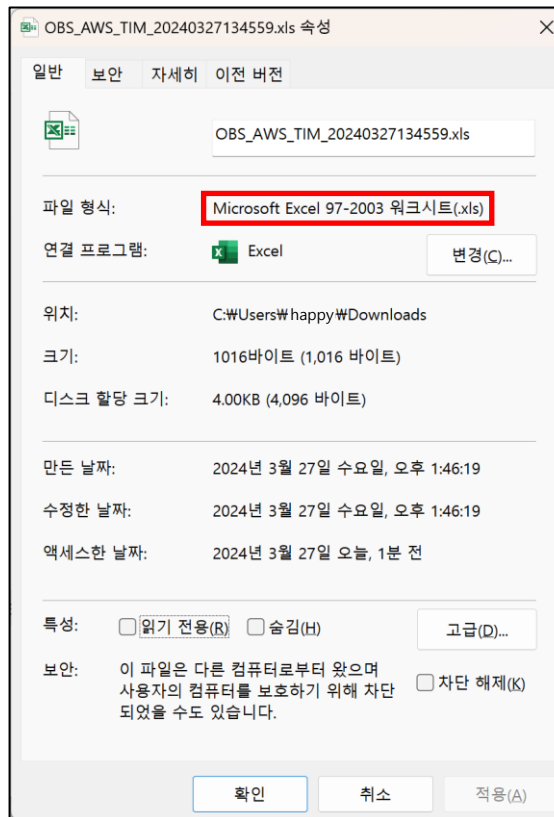 OBS_AWS_TIM_20240327134559.xls 속성
일반 보안 자세히 이전 버전
OBS_AWS_TIM_20240327134559.xls
파일 형식: Microsoft Excel 97-2003 워크시트(.xls)
연결 프로그램: Excel 변경(C)...
위치: C:₩Users₩happy₩Downloads
크기: 1016바이트 (1,016 바이트)
디스크 할당 크기: 4.00KB (4,096 바이트)
만든 날짜: 2024년 3월 27일 수요일, 오후 1:46:19
수정한 날짜: 2024년 3월 27일 수요일, 오후 1:46:19
액세스한 날짜: 2024년 3월 27일 오늘, 1분 전
특성: 읽기 전용(R) 숨김(H) 고급(D)...
보안: 이 파일은 다른 컴퓨터로부터 왔으며
사용자의 컴퓨터를 보호하기 위해 차단 차단 해제(K)
되었을 수도 있습니다.
확인 취소 적용(A)